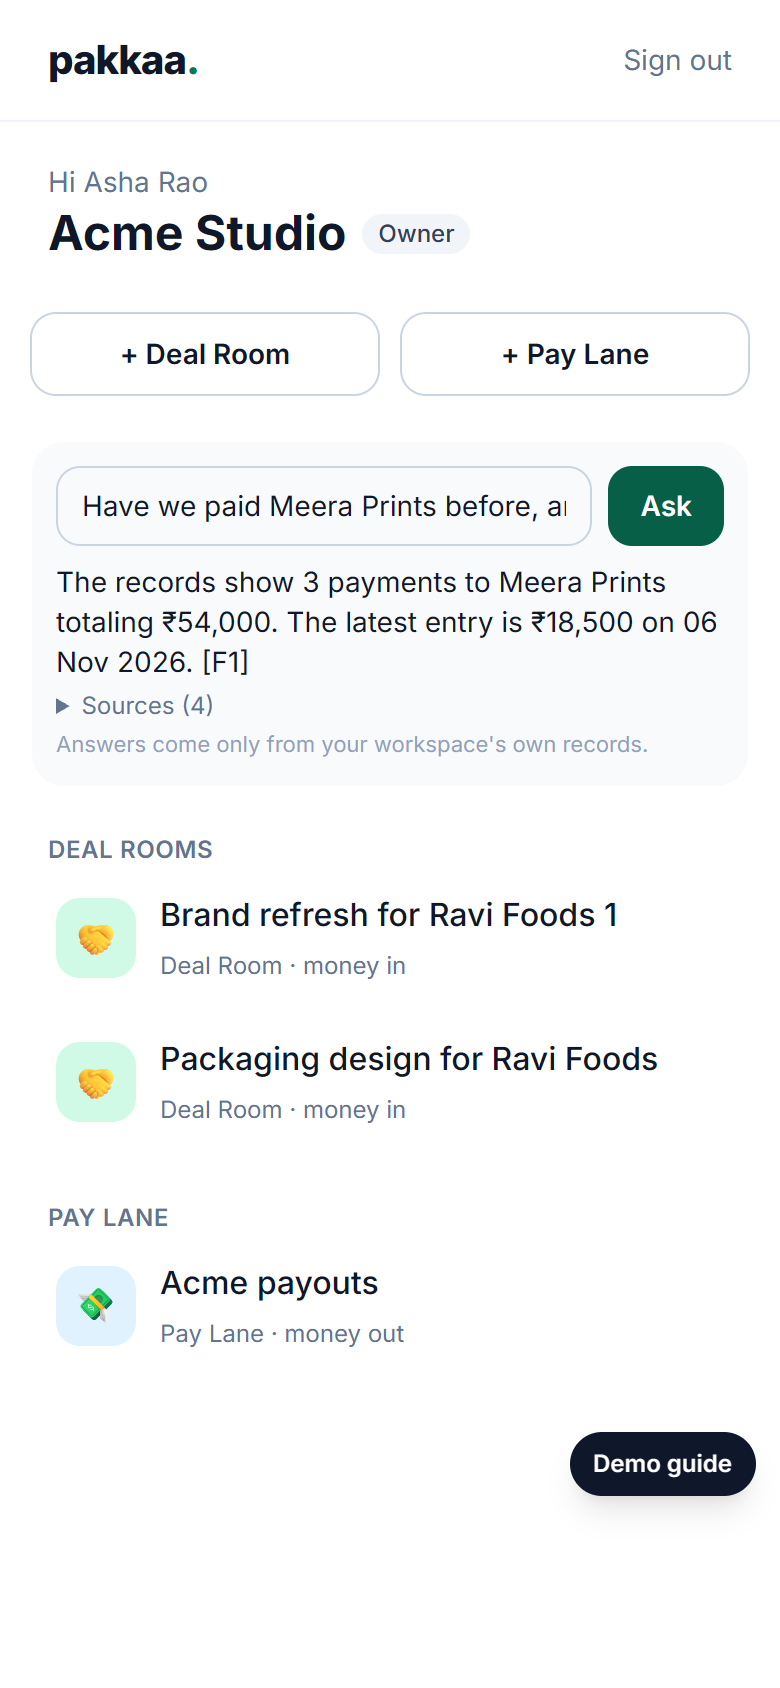 pakkaa.
Sign out
Hi Asha Rao
Acme Studio
Owner
+ Deal Room
+ Pay Lane
Have we paid Meera Prints before,
Ask
The records show 3 payments to Meera Prints
totaling ₹54,000. The latest entry is ₹18,500 on 06
Nov 2026. [F1]
Sources (4)
Answers come only from your workspace's own records.
DEAL ROOMS
Brand refresh for Ravi Foods 1
Deal Room · money in
Packaging design for Ravi Foods
Deal Room · money in
PAY LANE
Acme payouts
Pay Lane · money out
Demo guide